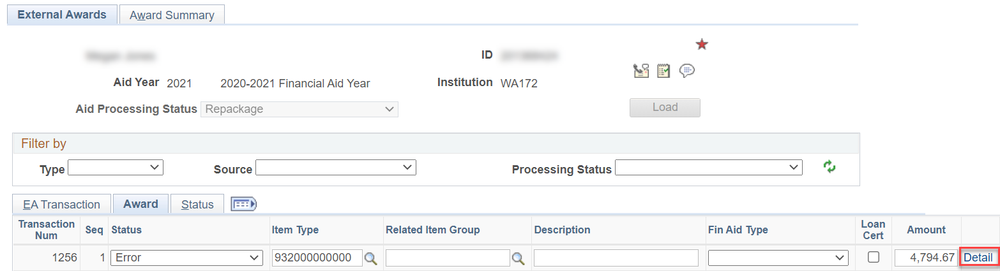 External Awards Award Summary
ID
Aid Year 2021 2020-2021 Financial Aid Year Institution WA172
Aid Processing Status Repackage Load
Filter by
Type Source Processing Status
EA Transaction Award Status
Transaction Num Seq Status Item Type Related Item Group Description Fin Aid Type Loan Cert Amount
1256 1 Error 932000000000 4,794.67 Detail